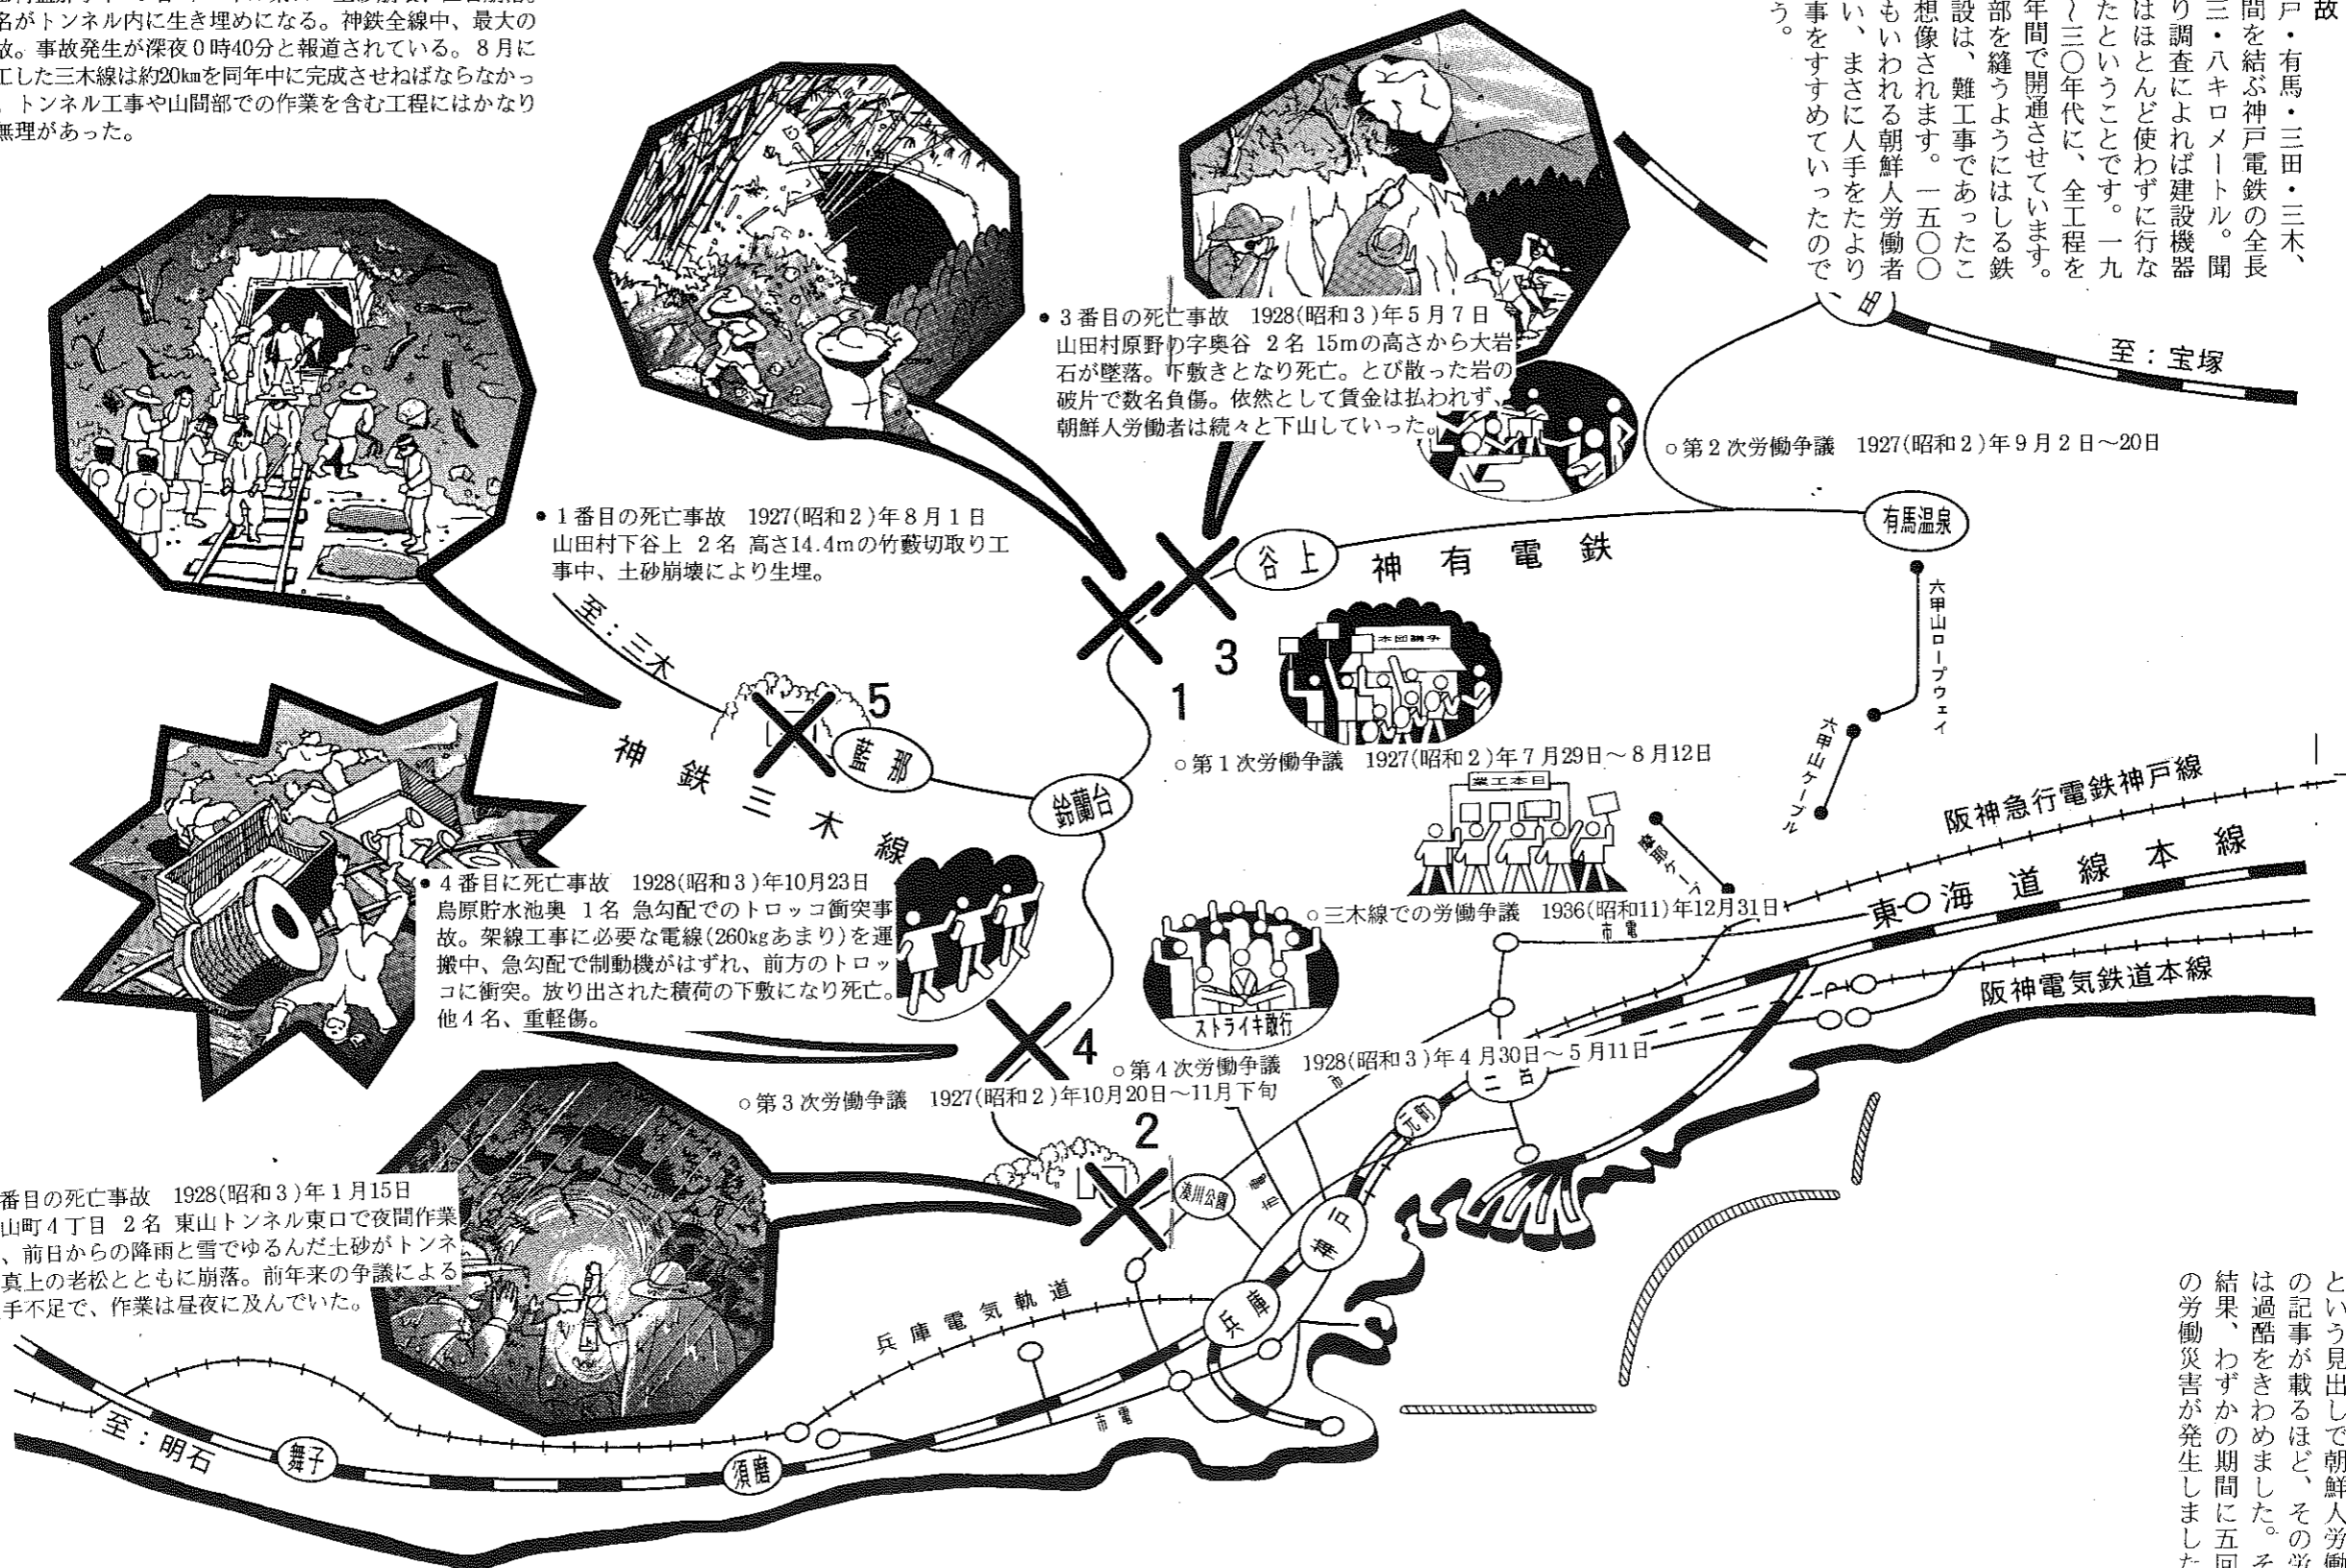 名がトンネル内に生き埋めになる。神鉄全線中、最大の
故。事故発生が深夜0時40分と報道されている。8月に
工した三木線は約20㎞を同年中に完成させねばならなかっ
。トンネル工事や山間部での作業を含む工程にはかなり
無理があった。
故
戸・有馬・三田・三木、
間を結ぶ神戸電鉄の全長
三・八キロメートル。聞
り調査によれば建設機器
はほとんど使わずに行な
たということです。一九
〜三〇年代に、全工程を
年間で開通させています。
部を縫うようにはしる鉄
設は、難工事であったこ
想像されます。一五〇〇
もいわれる朝鮮人労働者
い、まさに人手をたより
事をすすめていったので
う。
●3番目の死亡事故 1928(昭和3)年5月7日
山田村原野の字奥谷 2名 15mの高さから大岩
石が墜落。下敷きとなり死亡。とび散った岩の
破片で数名負傷。依然として賃金は払われず、
朝鮮人労働者は続々と下山していった。
田
至:宝塚
○第2次労働争議 1927(昭和2)年9月2日〜20日
●1番目の死亡事故 1927(昭和2)年8月1日
山田村下谷上 2名 高さ14.4mの竹藪切取り工
事中、土砂崩壊により生埋。
有馬温泉
谷上
神有電鉄
六甲山ロープウェイ
六甲山ケーブル
至:三木
3
1
5
藍那
神鉄三木線
鈴蘭台
争議団本
○第1次労働争議 1927(昭和2)年7月29日〜8月12日
業工本日
摩耶ケーブ
阪神急行電鉄神戸線
東海道線本線
阪神電気鉄道本線
○三木線での労働争議 1936(昭和11)年12月31日
市電
●4番目に死亡事故 1928(昭和3)年10月23日
烏原貯水池奥 1名 急勾配でのトロッコ衝突事
故。架線工事に必要な電線(260㎏あまり)を運
搬中、急勾配で制動機がはずれ、前方のトロッ
コに衝突。放り出された積荷の下敷になり死亡。
他4名、重軽傷。
ストライキ敢行
4
○第4次労働争議 1928(昭和3)年4月30日〜5月11日
○第3次労働争議 1927(昭和2)年10月20日〜11月下旬
市
元町
2
湊川公園
市電
神戸
兵庫
番目の死亡事故 1928(昭和3)年1月15日
山町4丁目 2名 東山トンネル東口で夜間作業
、前日からの降雨と雪でゆるんだ土砂がトンネ
真上の老松とともに崩落。前年来の争議による
手不足で、作業は昼夜に及んでいた。
兵庫電気軌道
市電
至:明石
舞子
須磨
という見出しで朝鮮人労働
の記事が載るほど、その労
は過酷をきわめました。そ
結果、わずかの期間に五回
の労働災害が発生しました